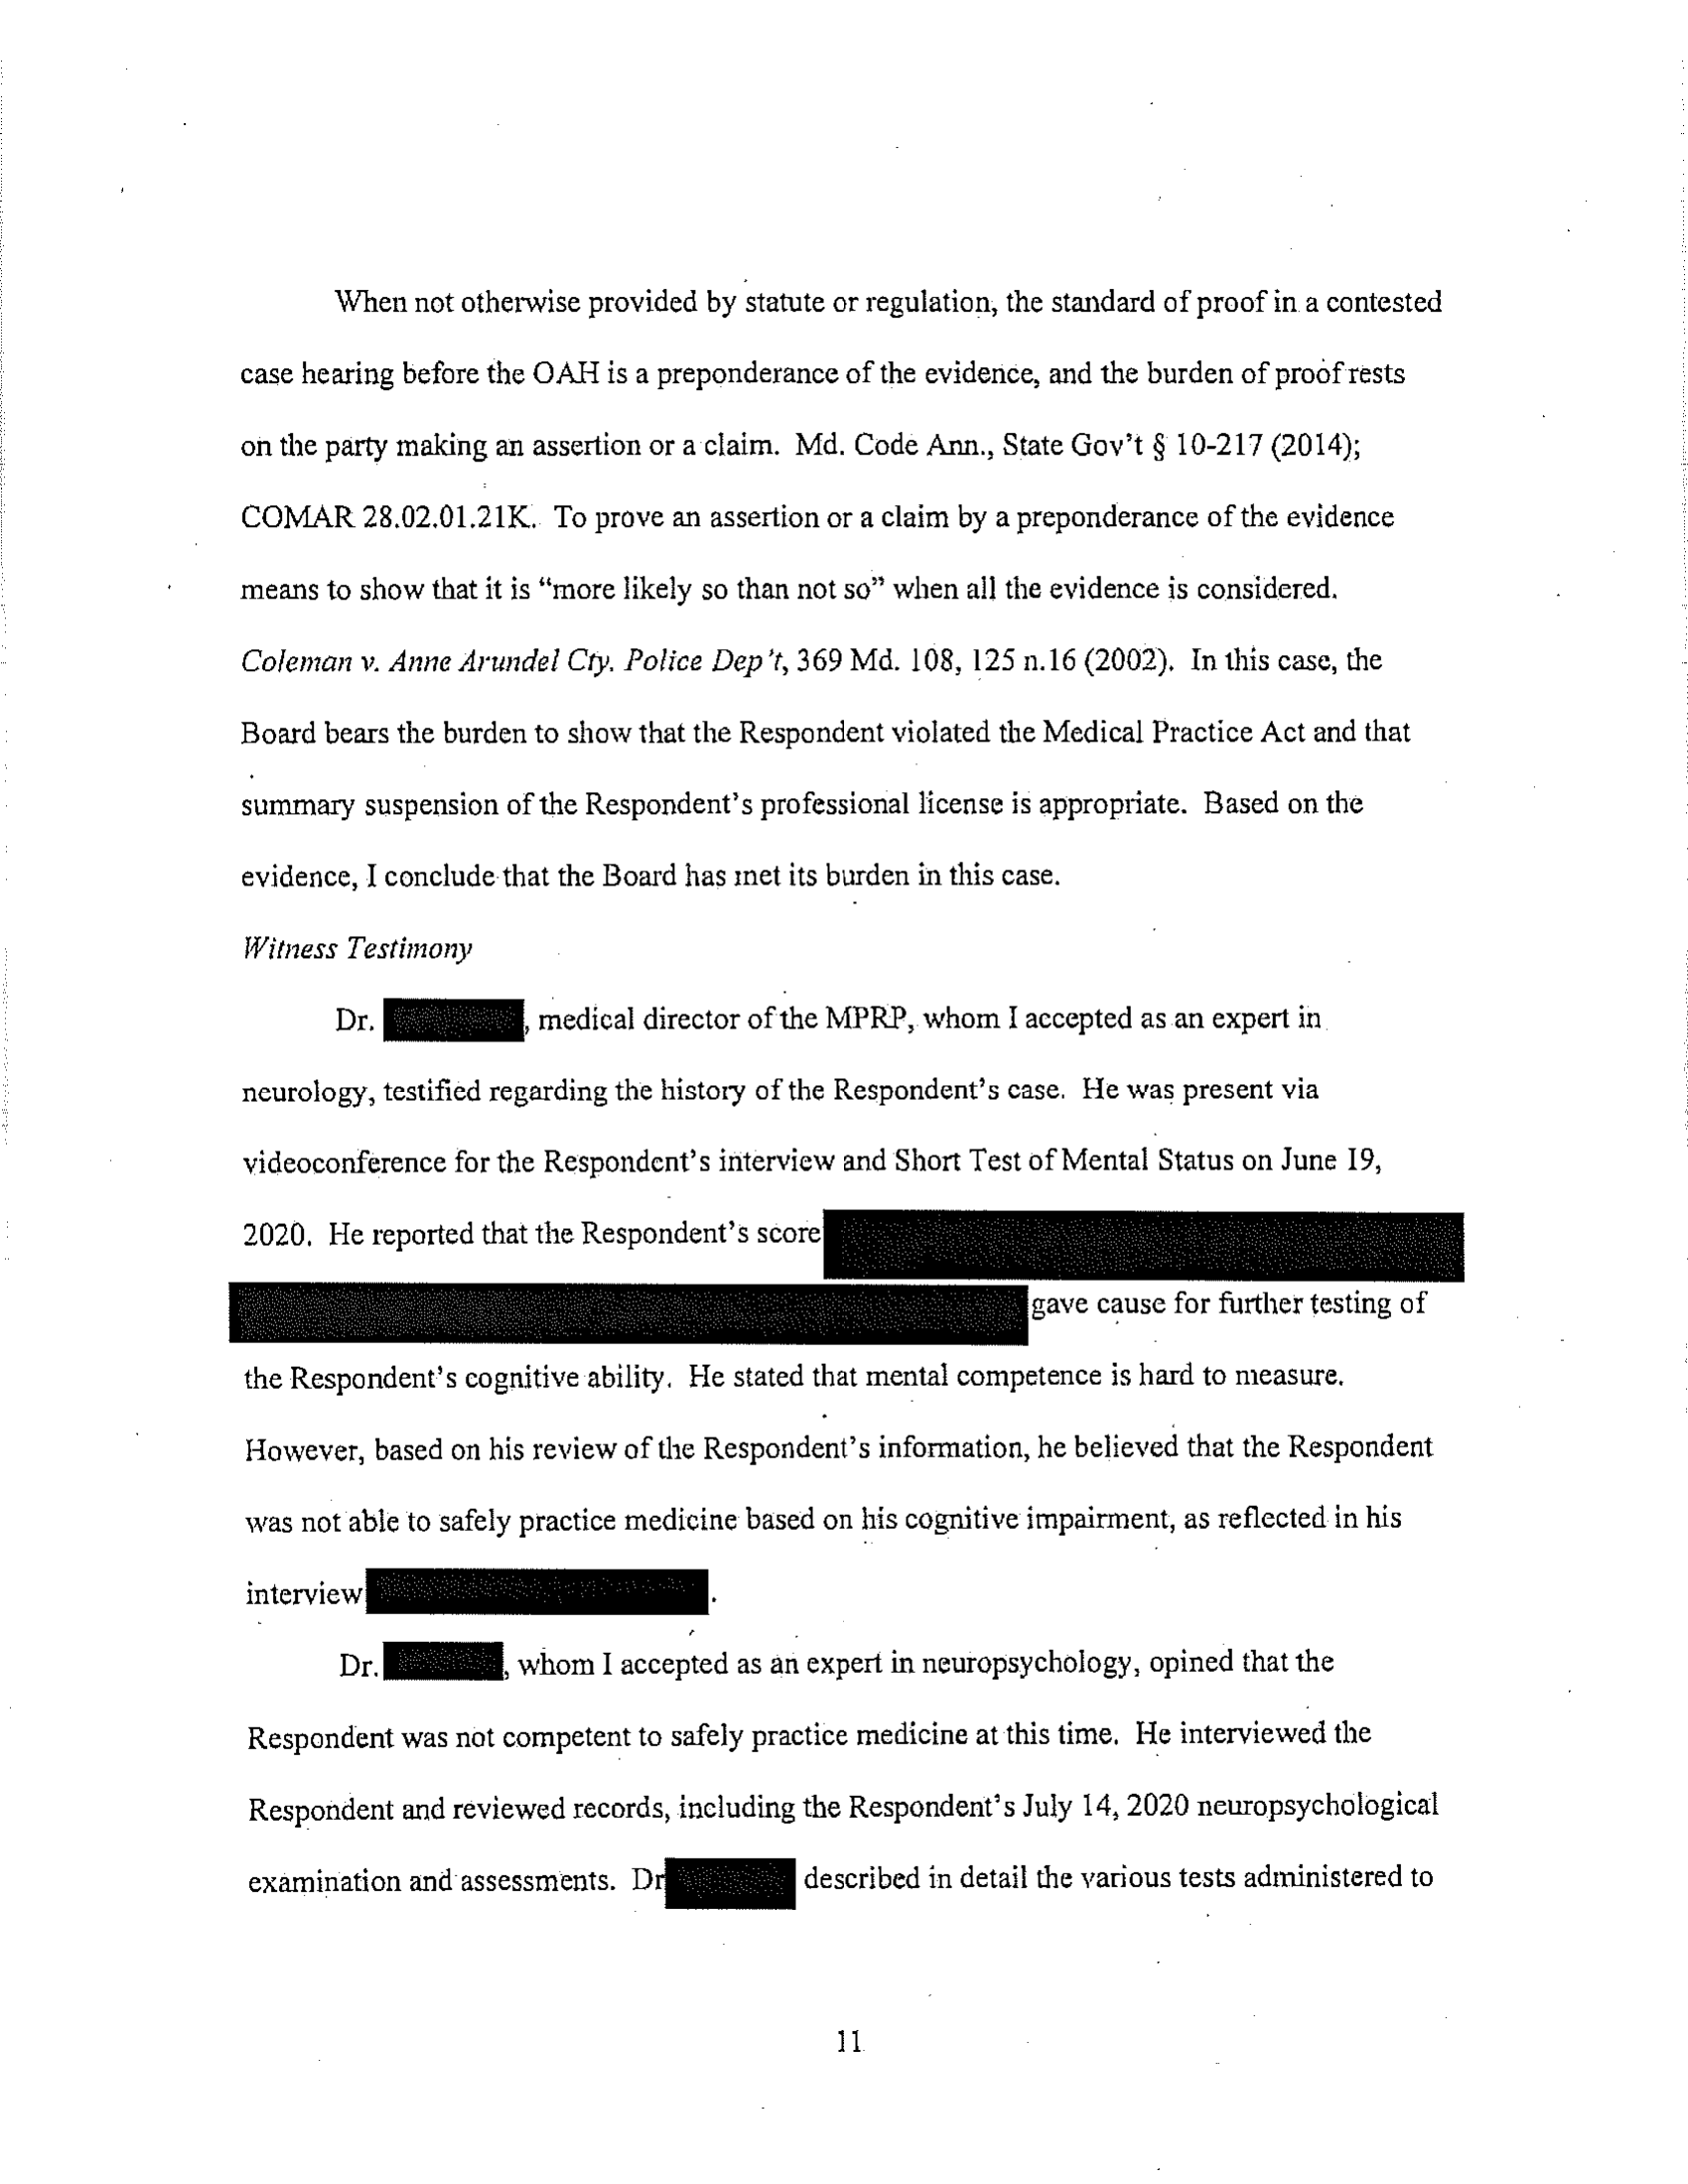 When not otherwise provided by statute or regulation, the standard of proof in a contested
case hearing before the OAH is a preponderance of the evidence, and the burden of proof rests
on the party making an assertion or a claim. Md. Code Ann., State Gov't § 10-217 (2014);
COMAR 28.02.01.21K. To prove an assertion or a claim by a preponderance of the evidence
means to show that it is “more likely so than not so” when all the evidence is considered.
Coleman v. Anne Arundel Cty. Police Dep't, 369 Md. 108, 125 n.16 (2002). In this case, the
Board bears the burden to show that the Respondent violated the Medical Practice Act and that
summary suspension of the Respondent's professional license is appropriate. Based on the
evidence, I conclude that the Board has met its burden in this case.
Witness Testimony
Dr. , medical director of the MPRP, whom I accepted as an expert in
neurology, testified regarding the history of the Respondent's case. He was present via
videoconference for the Respondent's interview and Short Test of Mental Status on June 19,
2020. He reported that the Respondent's score
gave cause for further testing of
the Respondent's cognitive ability. He stated that mental competence is hard to measure.
However, based on his review of the Respondent's information, he believed that the Respondent
was not able to safely practice medicine based on his cognitive impairment, as reflected in his
interview .
Dr. , whom I accepted as an expert in neuropsychology, opined that the
Respondent was not competent to safely practice medicine at this time. He interviewed the
Respondent and reviewed records, including the Respondent's July 14, 2020 neuropsychological
examination and assessments. Dr described in detail the various tests administered to
11